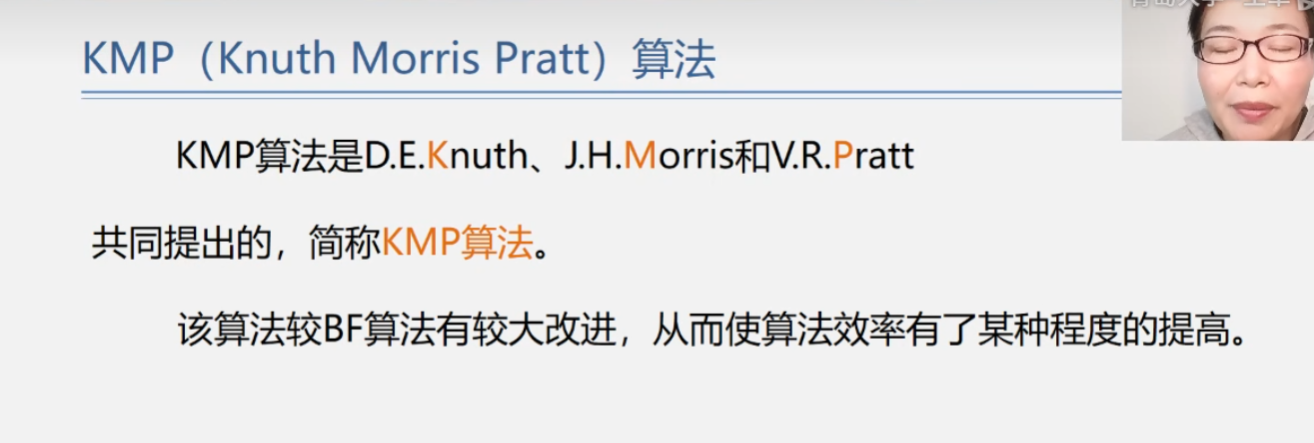 KMP（Knuth Morris Pratt）算法
KMP算法是D.E.Knuth、J.H.Morris和V.R.Pratt
共同提出的，简称KMP算法。
该算法较BF算法有较大改进，从而使算法效率有了某种程度的提高。